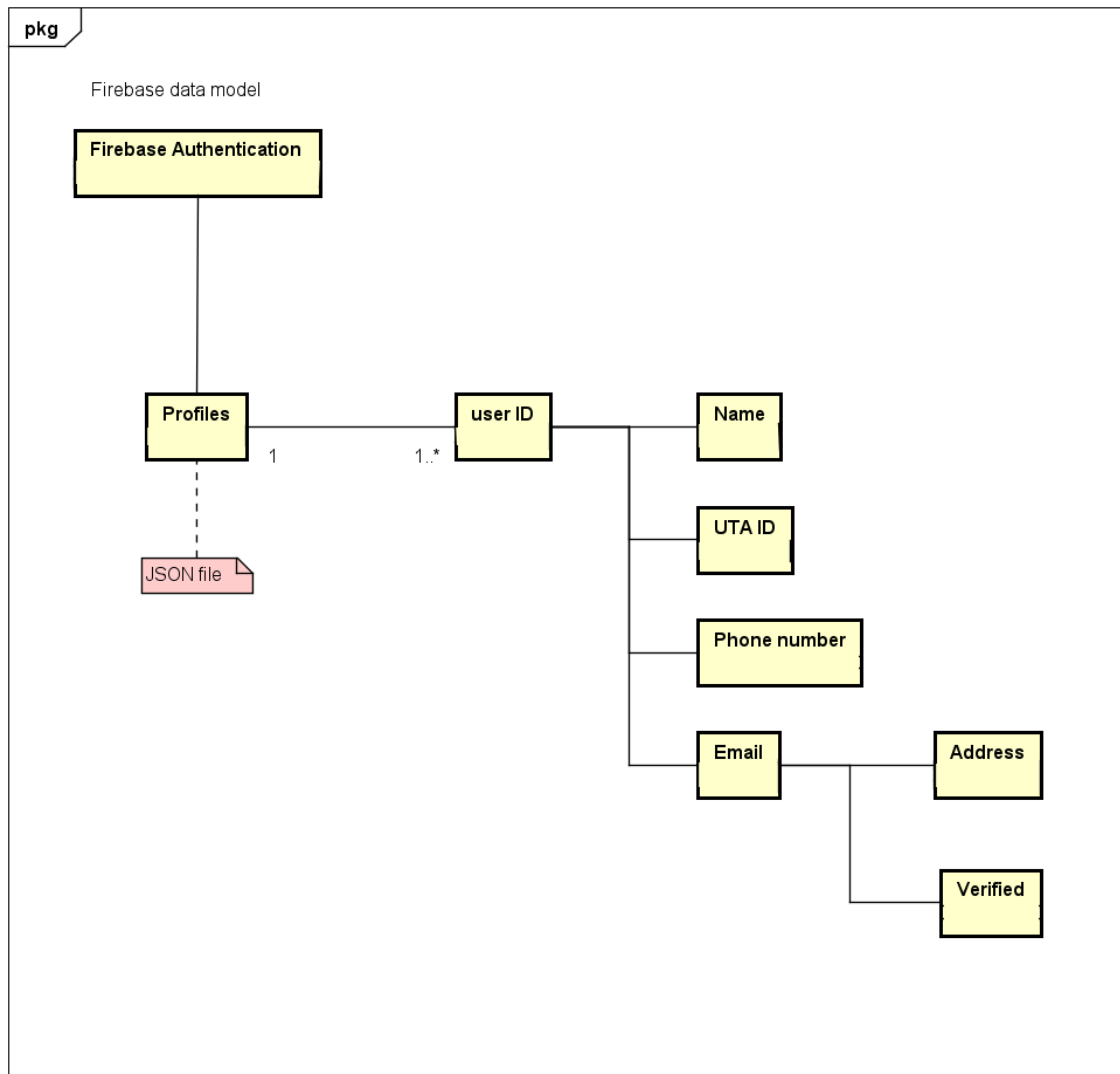 pkg
Firebase data model
Firebase Authentication
Profiles
user ID
Name
1
1..*
UTA ID
JSON file
Phone number
Email
Address
Verified